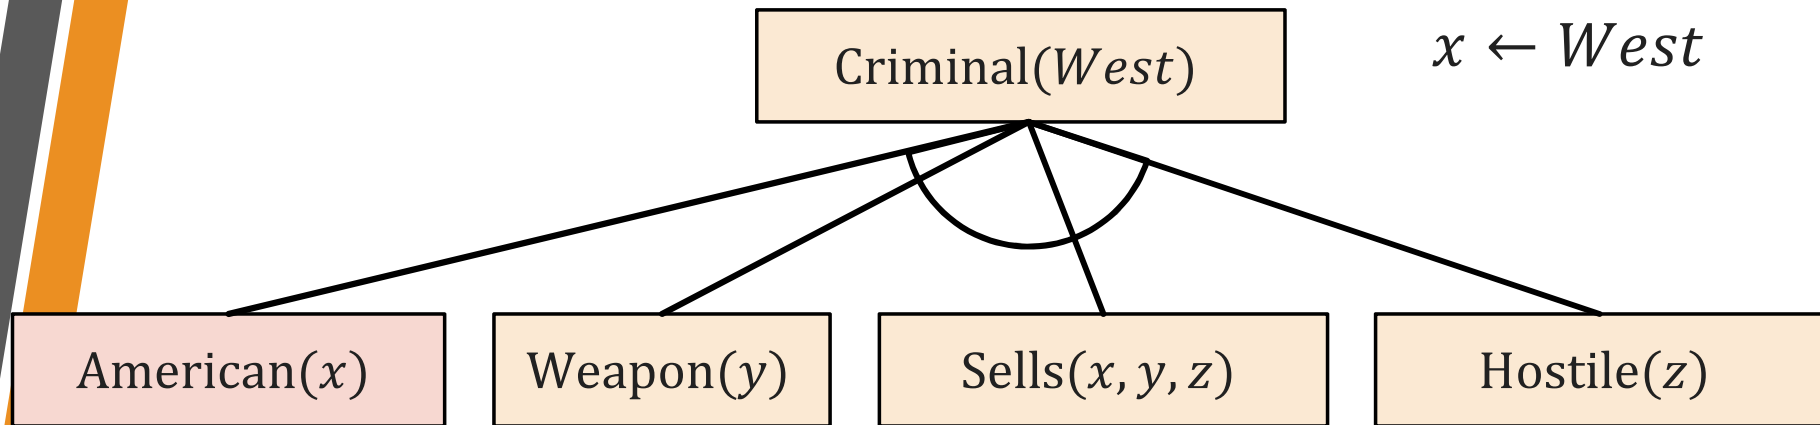 Criminal(West)
x ← West
American(x)
Weapon(y)
Sells(x, y, z)
Hostile(z)